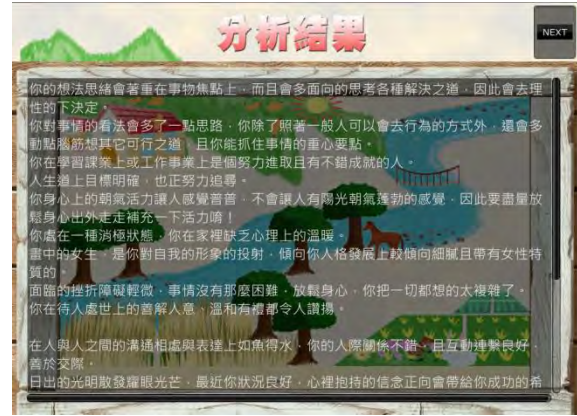 分析結果
NEXT
你的想法思緒會著重在事物焦點上，而且會多面向的思考各種解決之道，因此會去理
性的下決定。
你對事情的看法會多了一點思路，你除了照著一般人可以會去行為的方式外，還會多
動點腦筋想其它可行之道，且你能抓住事情的重心要點。
你在學習課業上或工作事業上是個努力進取且有不錯成就的人。
人生道上目標明確，也正努力追尋。
你身上的朝氣活力讓人感覺普普，不會讓人有陽光朝氣蓬勃的感覺，因此要盡量放
鬆身心出外走走補充一下活力唷！
你處在一種消極狀態，你在家裡缺乏心理上的溫暖。
畫中的女生，是你對自我的形象的投射，傾向你人格發展上較傾向細膩且帶有女性特
質的。
面臨的挫折障礙輕微，事情沒有那麼困難，放鬆身心，你把一切都想的太複雜了。
你在待人處世上的善解人意、溫和有禮都令人讚揚。
在人與人之間的溝通相處與表達上如魚得水，你的人際關係不錯，且互動連繫良好，
善於交際。
日出的光明散發耀眼光芒，最近你狀況良好，心裡抱持的信念正向會帶給你成功的希